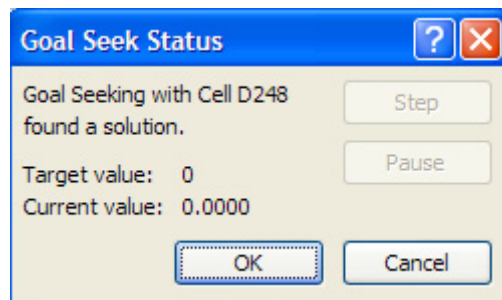 Goal Seek Status
?
Goal Seeking with Cell D248
found a solution.
Step
Pause
Target value: 0
Current value: 0.0000
OK
Cancel